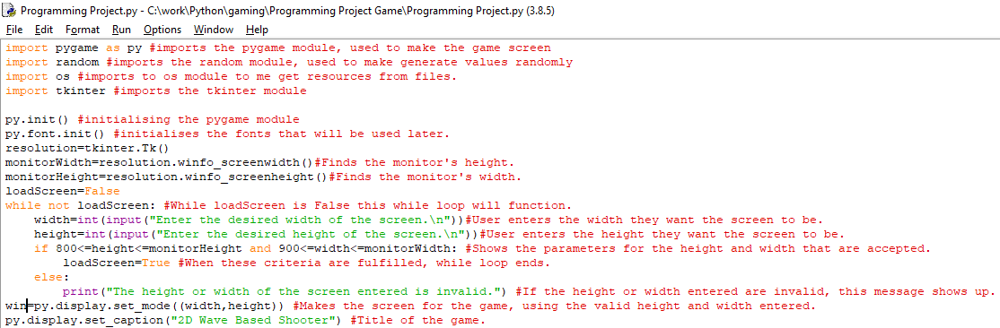 Programming Project.py - C:\work\Python\gaming\Programming Project Game\Programming Project.py (3.8.5)
File Edit Format Run Options Window Help
import pygame as py #imports the pygame module, used to make the game screen
import random #imports the random module, used to make generate values randomly
import os #imports to os module to me get resources from files.
import tkinter #imports the tkinter module

py.init() #initialising the pygame module
py.font.init() #initialises the fonts that will be used later.
resolution=tkinter.Tk()
monitorWidth=resolution.winfo_screenwidth()#Finds the monitor's height.
monitorHeight=resolution.winfo_screenheight()#Finds the monitor's width.
loadScreen=False
while not loadScreen: #While loadScreen is False this while loop will function.
    width=int(input("Enter the desired width of the screen.\n"))#User enters the width they want the screen to be.
    height=int(input("Enter the desired height of the screen.\n"))#User enters the height they want the screen to be.
    if 800<=height<=monitorHeight and 900<=width<=monitorWidth: #Shows the parameters for the height and width that are accepted.
        loadScreen=True #When these criteria are fulfilled, while loop ends.
    else:
        print("The height or width of the screen entered is invalid.") #If the height or width entered are invalid, this message shows up.
win=py.display.set_mode((width,height)) #Makes the screen for the game, using the valid height and width entered.
py.display.set_caption("2D Wave Based Shooter") #Title of the game.